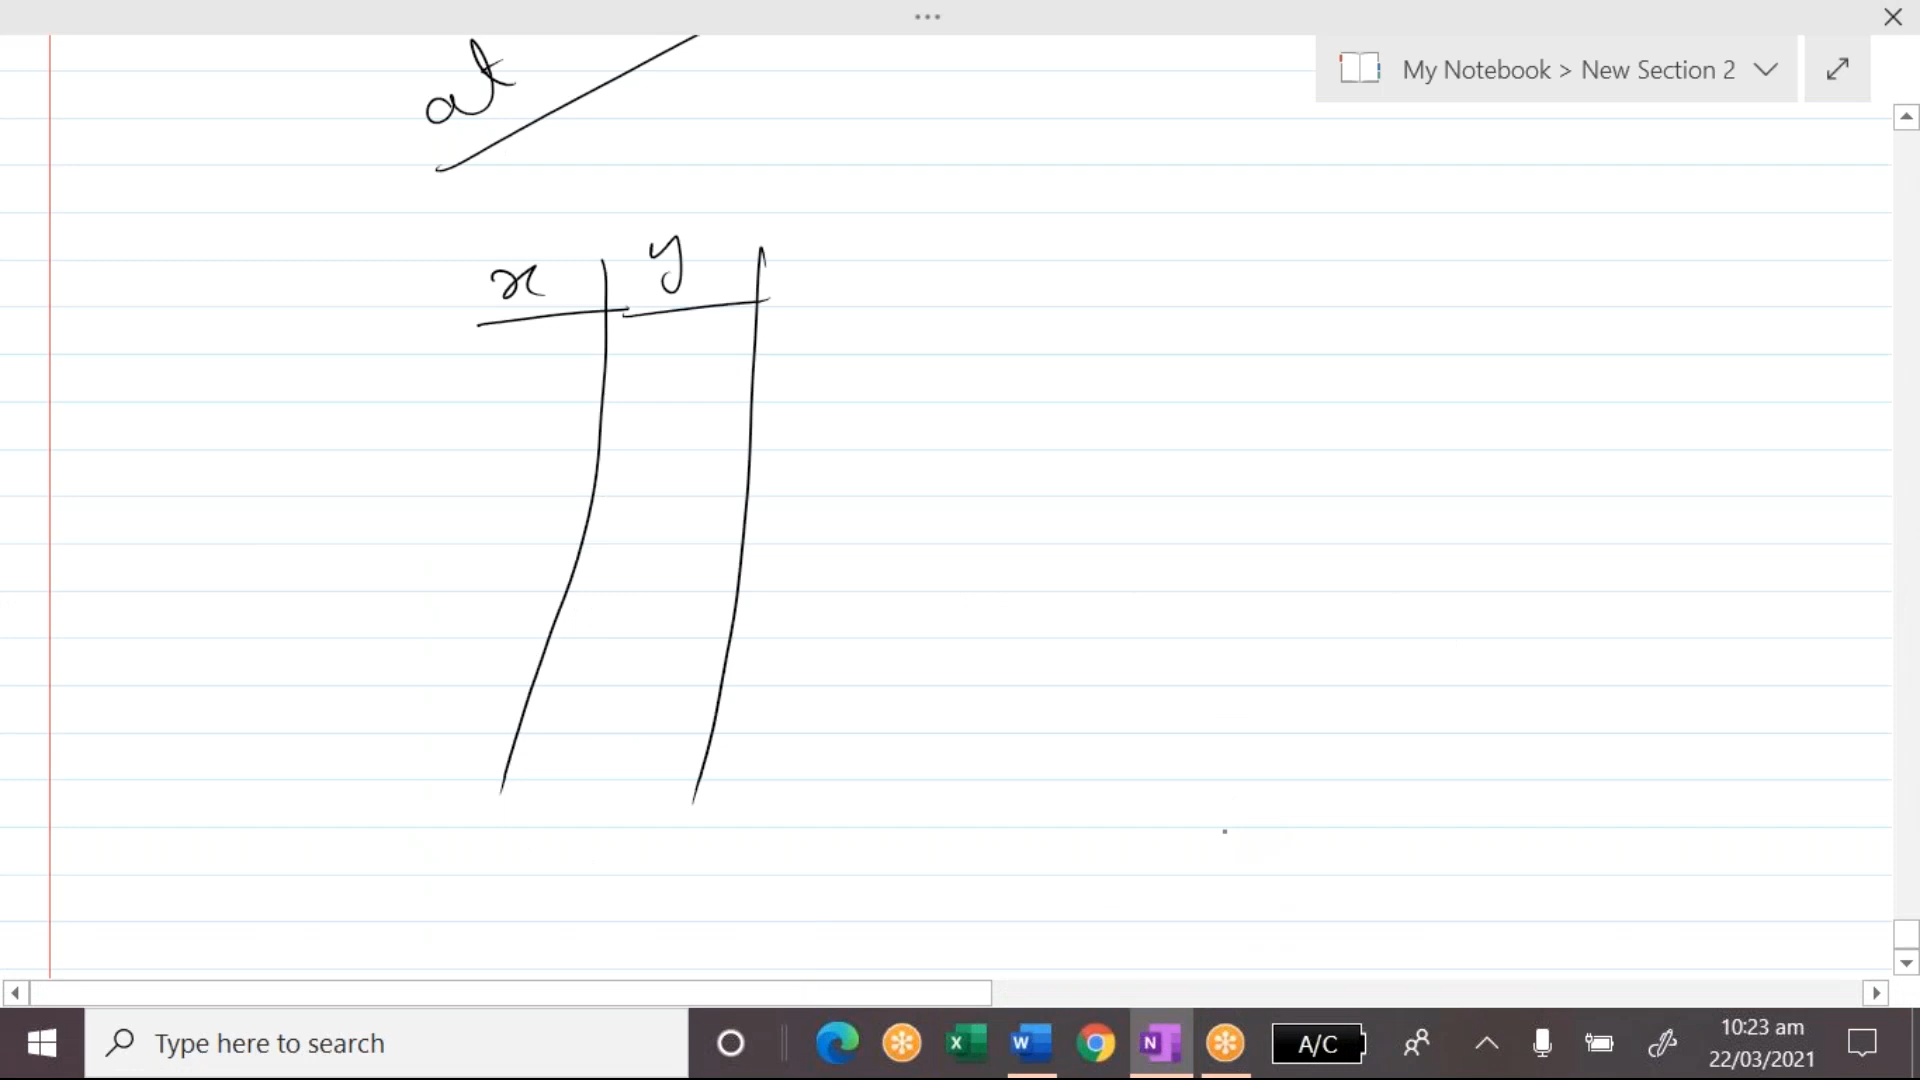 My Notebook > New Section 2
at
x y
Type here to search
A/C
10:23 am
22/03/2021